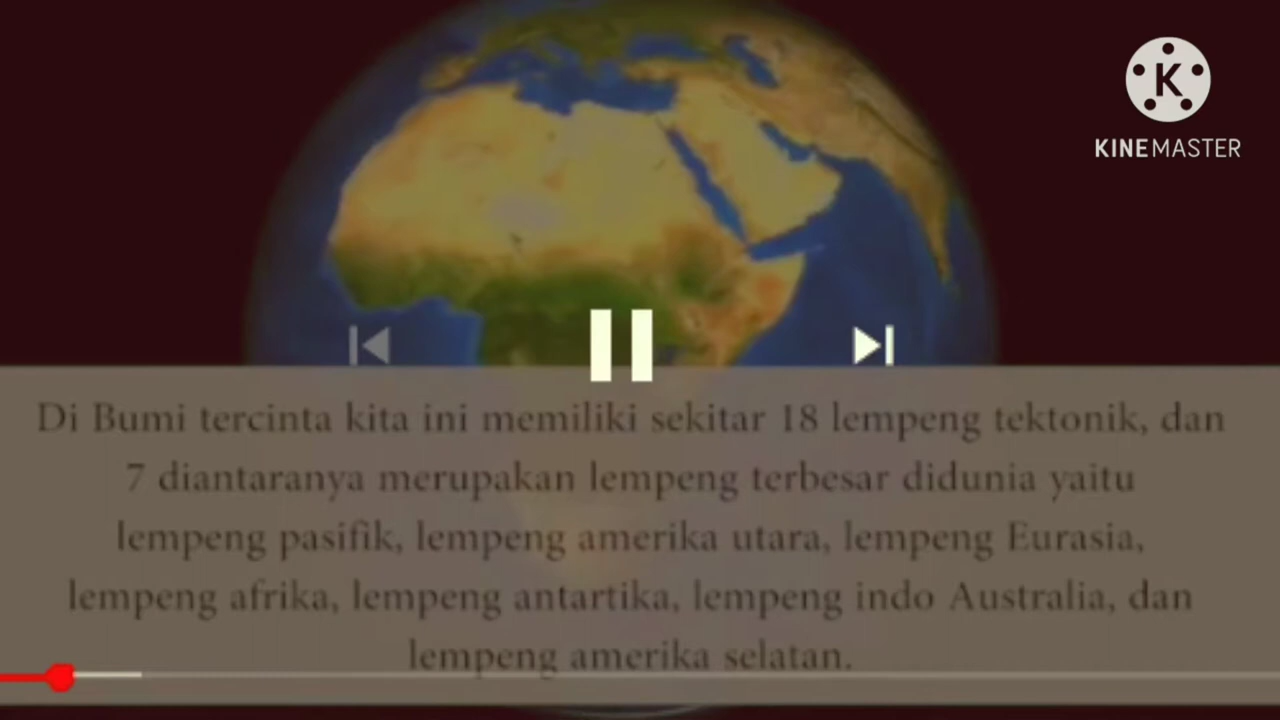 K
KINEMASTER
Di Bumi tercinta kita ini memiliki sekitar 18 lempeng tektonik, dan
7 diantaranya merupakan lempeng terbesar didunia yaitu
lempeng pasifik, lempeng amerika utara, lempeng Eurasia,
lempeng afrika, lempeng antartika, lempeng indo Australia, dan
lempeng amerika selatan.